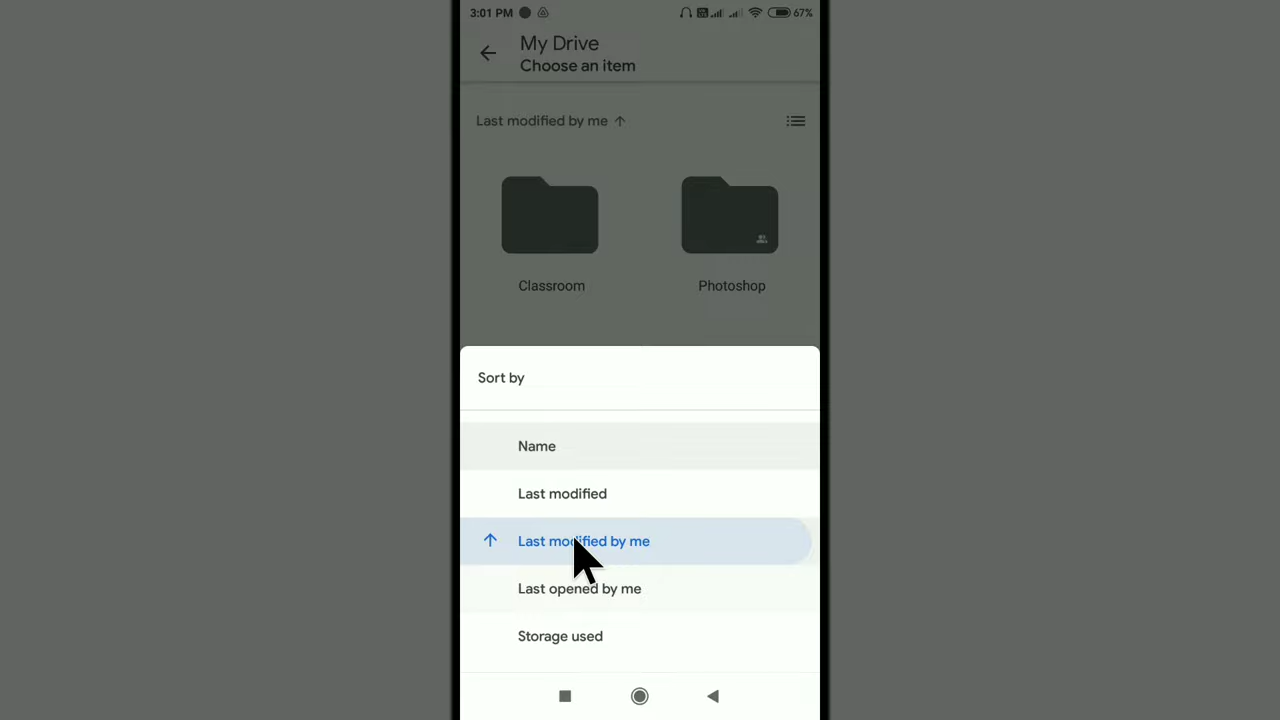 3:01 PM
67%
My Drive
Choose an item
Last modified by me
Classroom
Photoshop
Sort by
Name
Last modified
Last modified by me
Last opened by me
Storage used